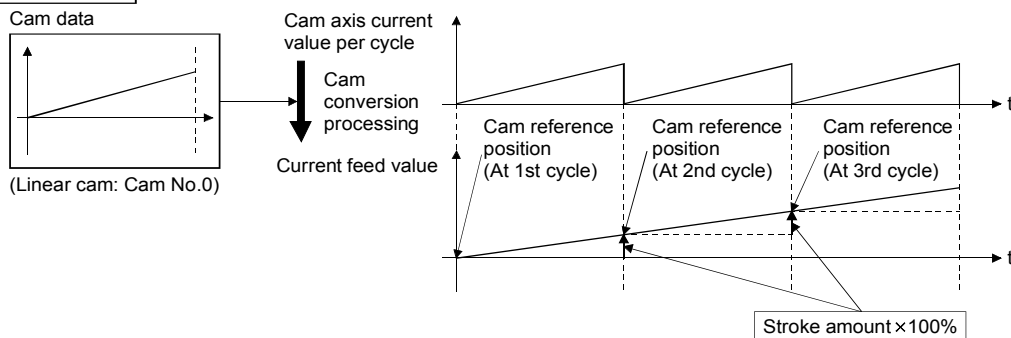 Cam data
(Linear cam: Cam No.0)
Cam axis current
value per cycle
Cam
conversion
processing
Current feed value
t
Cam reference
position
(At 1st cycle)
Cam reference
position
(At 2nd cycle)
Cam reference
position
(At 3rd cycle)
t
Stroke amount×100%